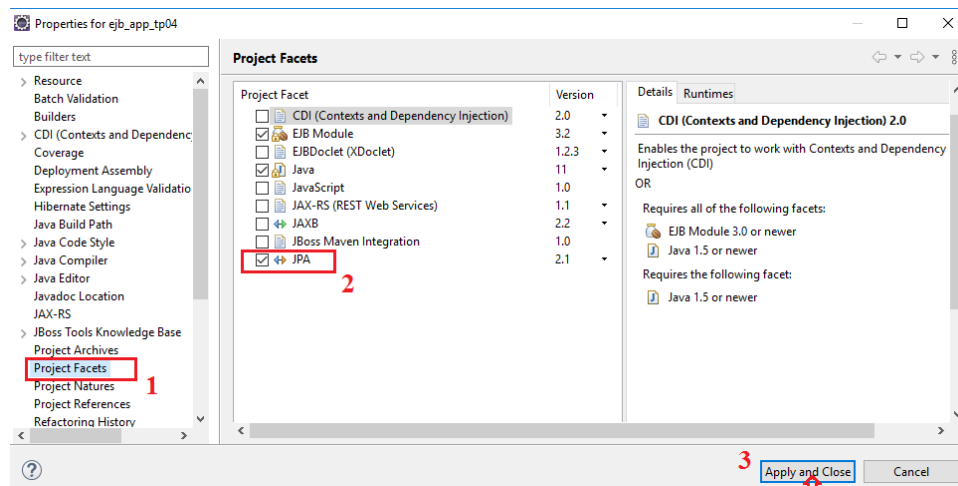 Properties for ejb_app_tp04
type filter text
Resource
Batch Validation
Builders
CDI (Contexts and Dependency
Coverage
Deployment Assembly
Expression Language Validatio
Hibernate Settings
Java Build Path
Java Code Style
Java Compiler
Java Editor
Javadoc Location
JAX-RS
JBoss Tools Knowledge Base
Project Archives
Project Facets
1
Project Natures
Project References
Refactoring History
Project Facets
Project Facet Version
CDI (Contexts and Dependency Injection) 2.0
EJB Module 3.2
EJBDoclet (XDoclet) 1.2.3
Java 11
JavaScript 1.0
JAX-RS (REST Web Services) 1.1
JAXB 2.2
JBoss Maven Integration 1.0
JPA 2.1
2
Details Runtimes
CDI (Contexts and Dependency Injection) 2.0
Enables the project to work with Contexts and Dependency
Injection (CDI)
OR
Requires all of the following facets:
EJB Module 3.0 or newer
Java 1.5 or newer
Requires the following facet:
Java 1.5 or newer
3
Apply and Close Cancel